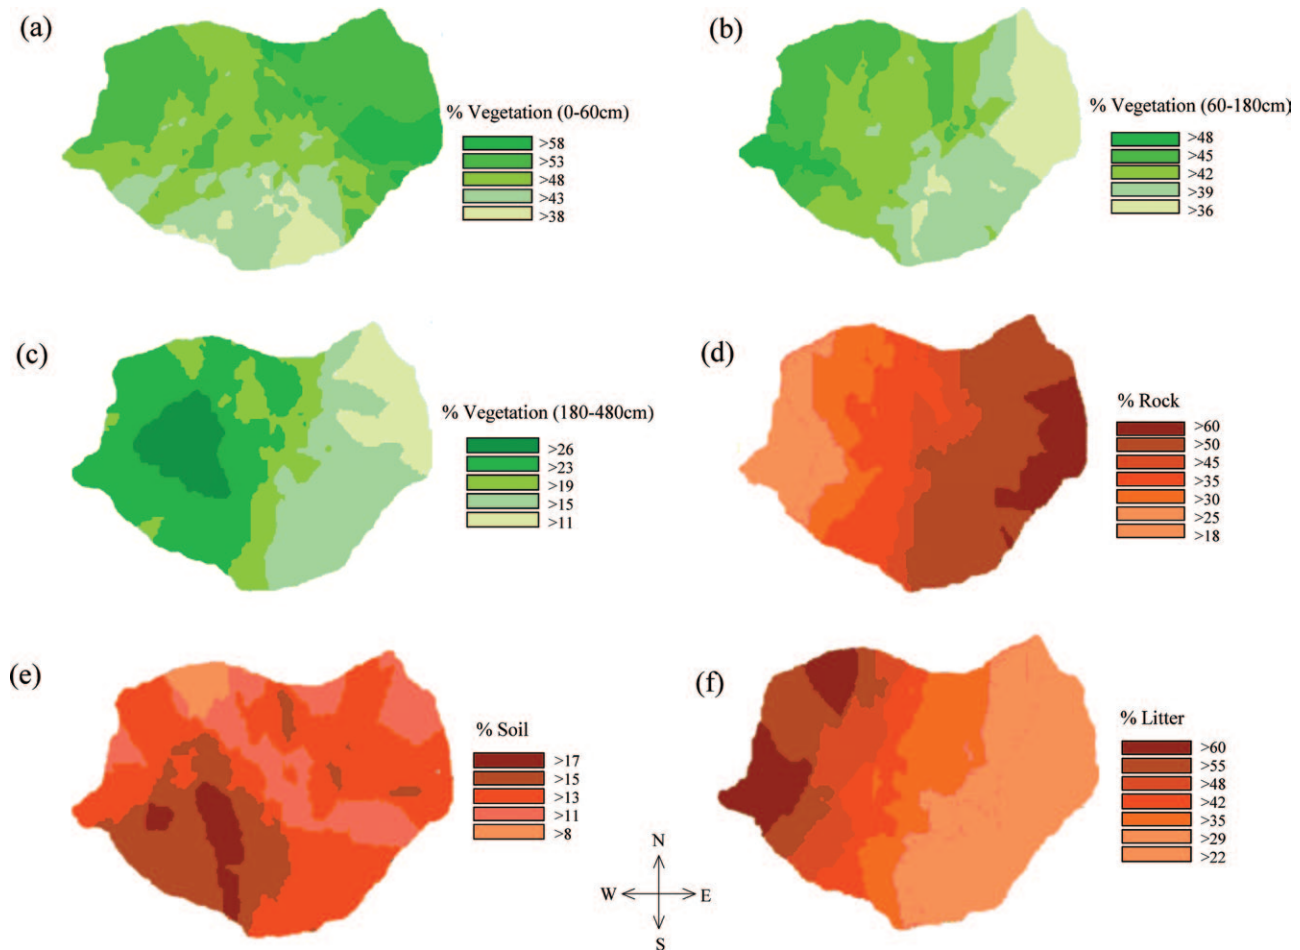 (a)
% Vegetation (0-60cm)
>58
>53
>48
>43
>38
(b)
% Vegetation (60-180cm)
>48
>45
>42
>39
>36
(c)
% Vegetation (180-480cm)
>26
>23
>19
>15
>11
(d)
% Rock
>60
>50
>45
>35
>30
>25
>18
(e)
% Soil
>17
>15
>13
>11
>8
N
W E
S
(f)
% Litter
>60
>55
>48
>42
>35
>29
>22